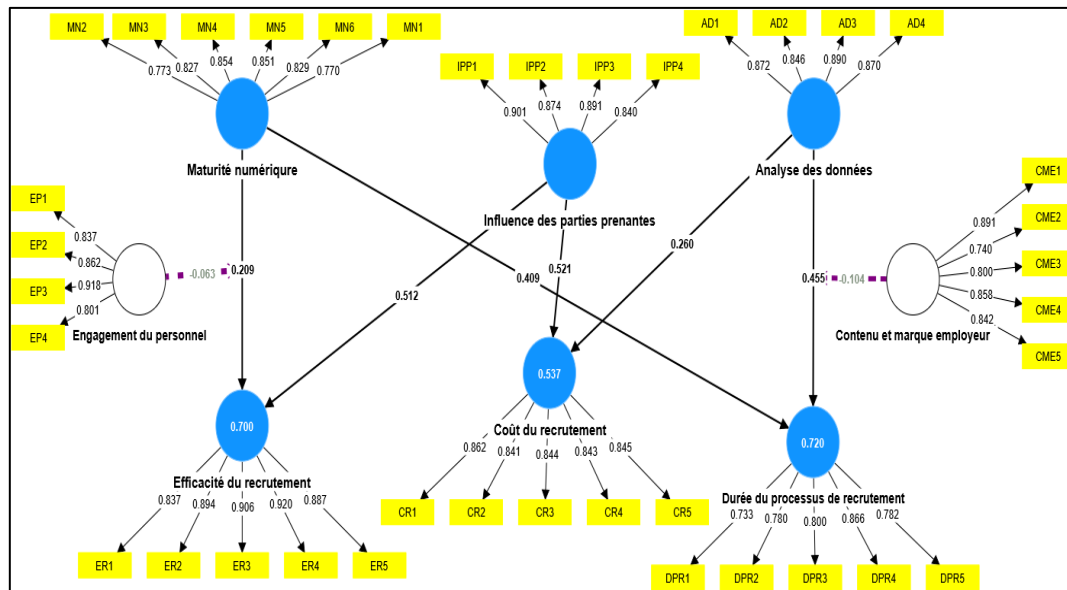 MN2 MN3 MN4 MN5 MN6 MN1
0.773 0.827 0.854 0.851 0.829 0.770
AD1 AD2 AD3 AD4
0.872 0.846 0.890 0.870
IPP1 IPP2 IPP3 IPP4
0.901 0.874 0.891 0.840
Maturité numériqure
Influence des parties prenantes
Analyse des données
EP1
EP2
EP3
EP4
0.837
0.862
0.918
0.801
Engagement du personnel
-0.063
0.209
0.512
0.521
0.409
0.260
0.455
-0.104
CME1
CME2
CME3
CME4
CME5
0.891
0.740
0.800
0.858
0.842
Contenu et marque employeur
0.700
Efficacité du recrutement
0.837 0.894 0.906 0.920 0.887
ER1 ER2 ER3 ER4 ER5
0.537
Coût du recrutement
0.862 0.841 0.844 0.843 0.845
CR1 CR2 CR3 CR4 CR5
0.720
Durée du processus de recrutement
0.733 0.780 0.800 0.866 0.782
DPR1 DPR2 DPR3 DPR4 DPR5